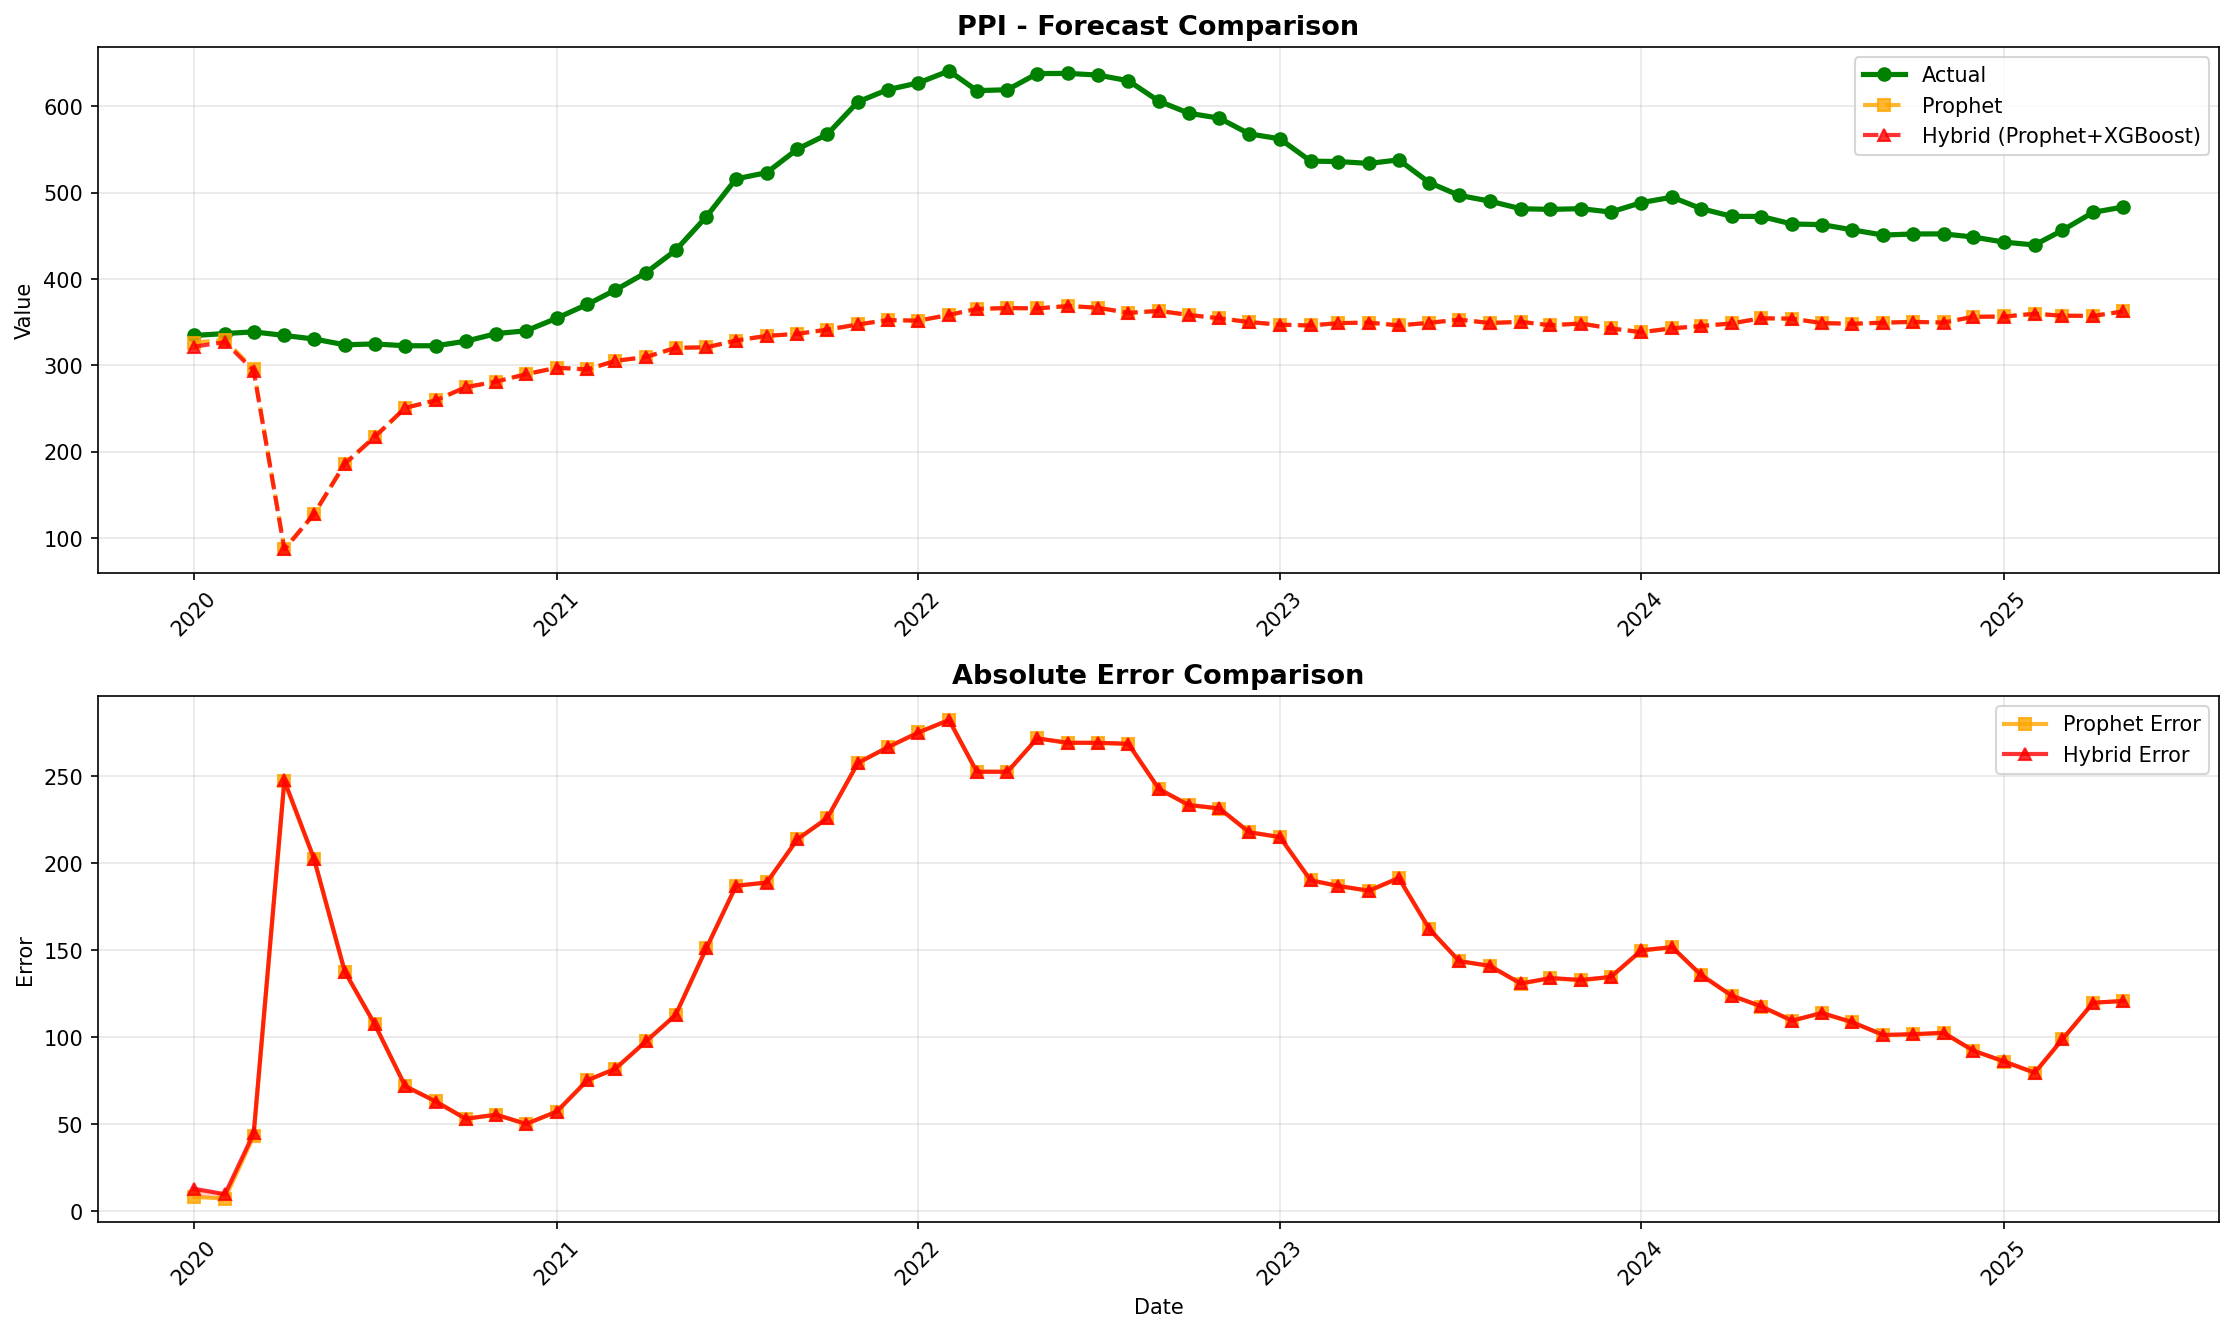 PPI - Forecast Comparison
Value
600
500
400
300
200
100
Actual
Prophet
Hybrid (Prophet+XGBoost)
2020
2021
2022
2023
2024
2025
Absolute Error Comparison
Error
250
200
150
100
50
0
Prophet Error
Hybrid Error
2020
2021
2022
2023
2024
2025
Date